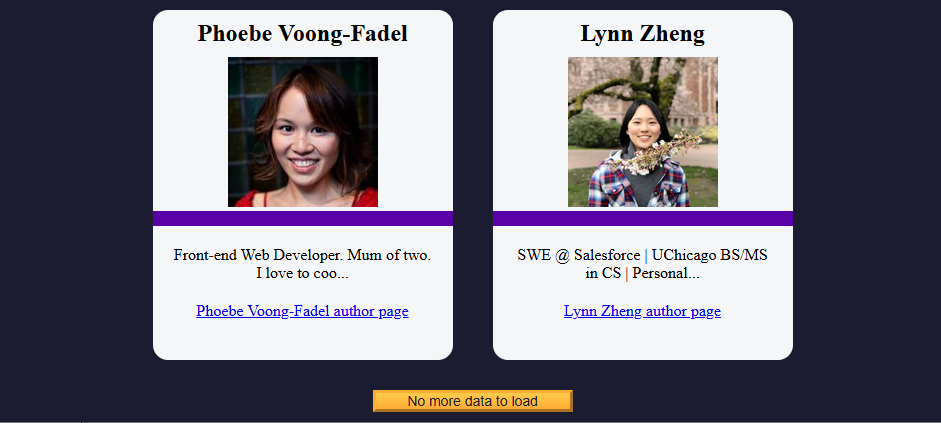 Phoebe Voong-Fadel
Front-end Web Developer. Mum of two.
I love to coo...
Phoebe Voong-Fadel author page
Lynn Zheng
SWE @ Salesforce | UChicago BS/MS
in CS | Personal...
Lynn Zheng author page
No more data to load